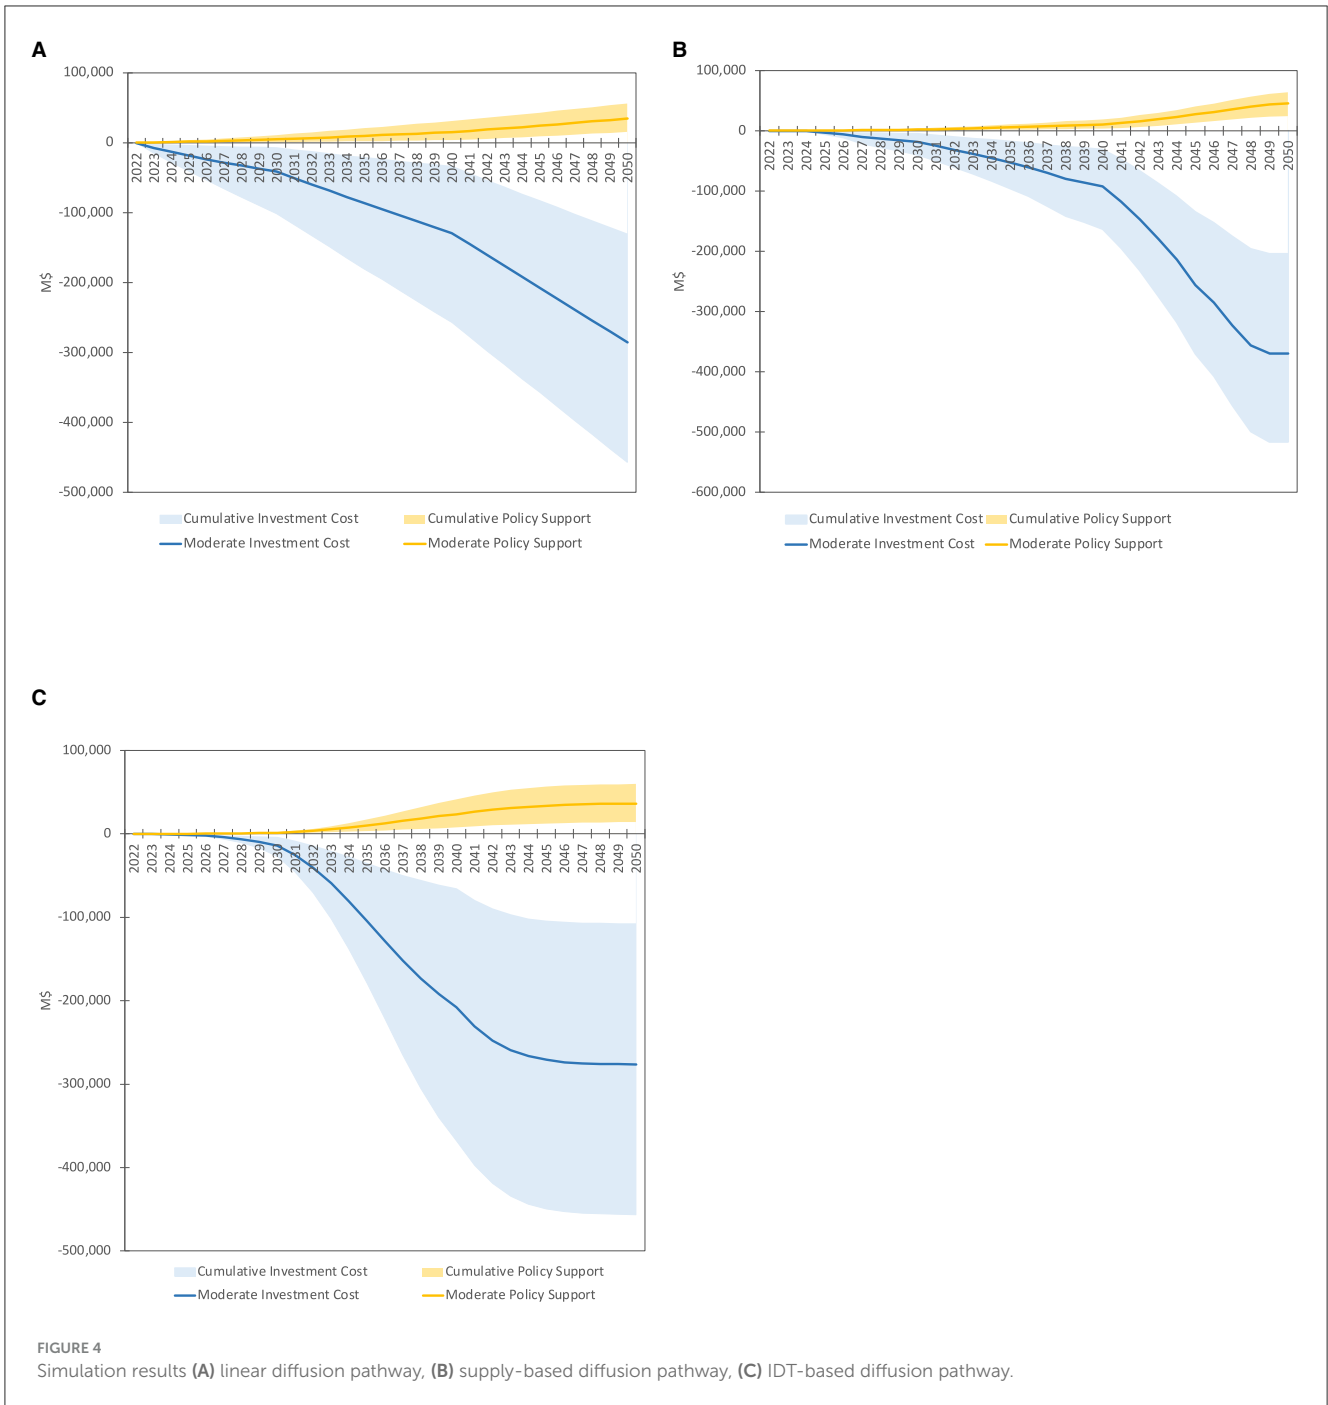 A
100,000
0
-100,000
-200,000
-300,000
-400,000
-500,000
M$
2022 2023 2024 2025 2026 2027 2028 2029 2030 2031 2032 2033 2034 2035 2036 2037 2038 2039 2040 2041 2042 2043 2044 2045 2046 2047 2048 2049 2050
Cumulative Investment Cost Cumulative Policy Support
Moderate Investment Cost Moderate Policy Support
B
100,000
0
-100,000
-200,000
-300,000
-400,000
-500,000
-600,000
M$
2022 2023 2024 2025 2026 2027 2028 2029 2030 2031 2032 2033 2034 2035 2036 2037 2038 2039 2040 2041 2042 2043 2044 2045 2046 2047 2048 2049 2050
Cumulative Investment Cost Cumulative Policy Support
Moderate Investment Cost Moderate Policy Support
C
100,000
0
-100,000
-200,000
-300,000
-400,000
-500,000
M$
2022 2023 2024 2025 2026 2027 2028 2029 2030 2031 2032 2033 2034 2035 2036 2037 2038 2039 2040 2041 2042 2043 2044 2045 2046 2047 2048 2049 2050
Cumulative Investment Cost Cumulative Policy Support
Moderate Investment Cost Moderate Policy Support
FIGURE 4
Simulation results (A) linear diffusion pathway, (B) supply-based diffusion pathway, (C) IDT-based diffusion pathway.